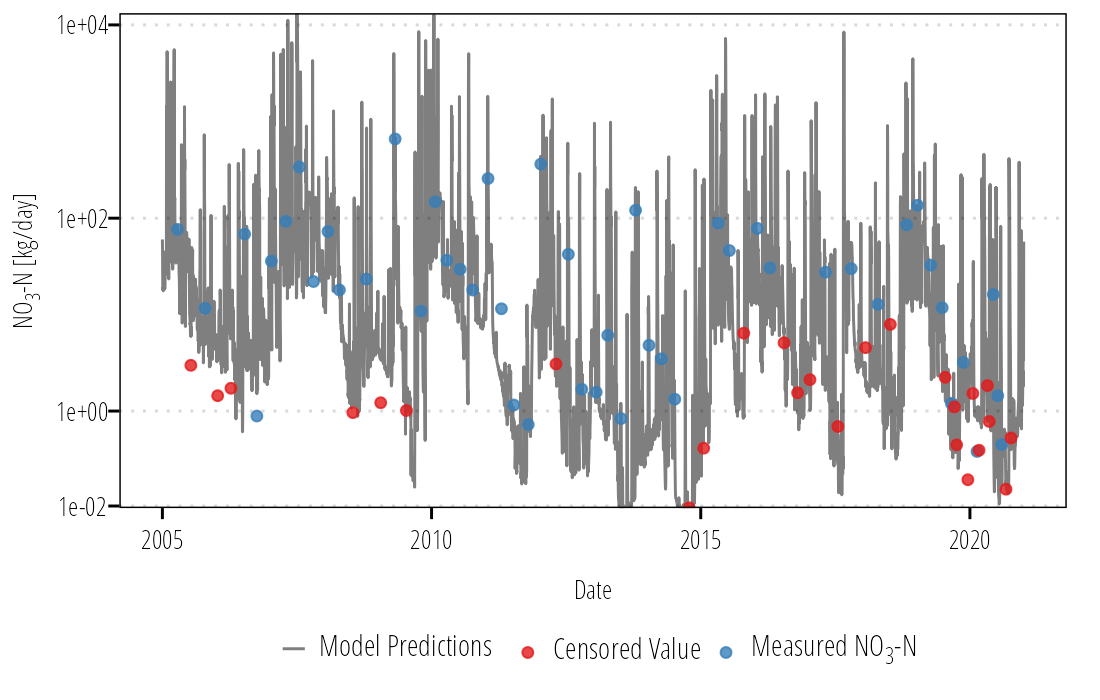 1e+04
1e+02
1e+00
1e-02
NO3-N [kg/day]
2005 2010 2015 2020
Date
Model Predictions Censored Value Measured NO3-N